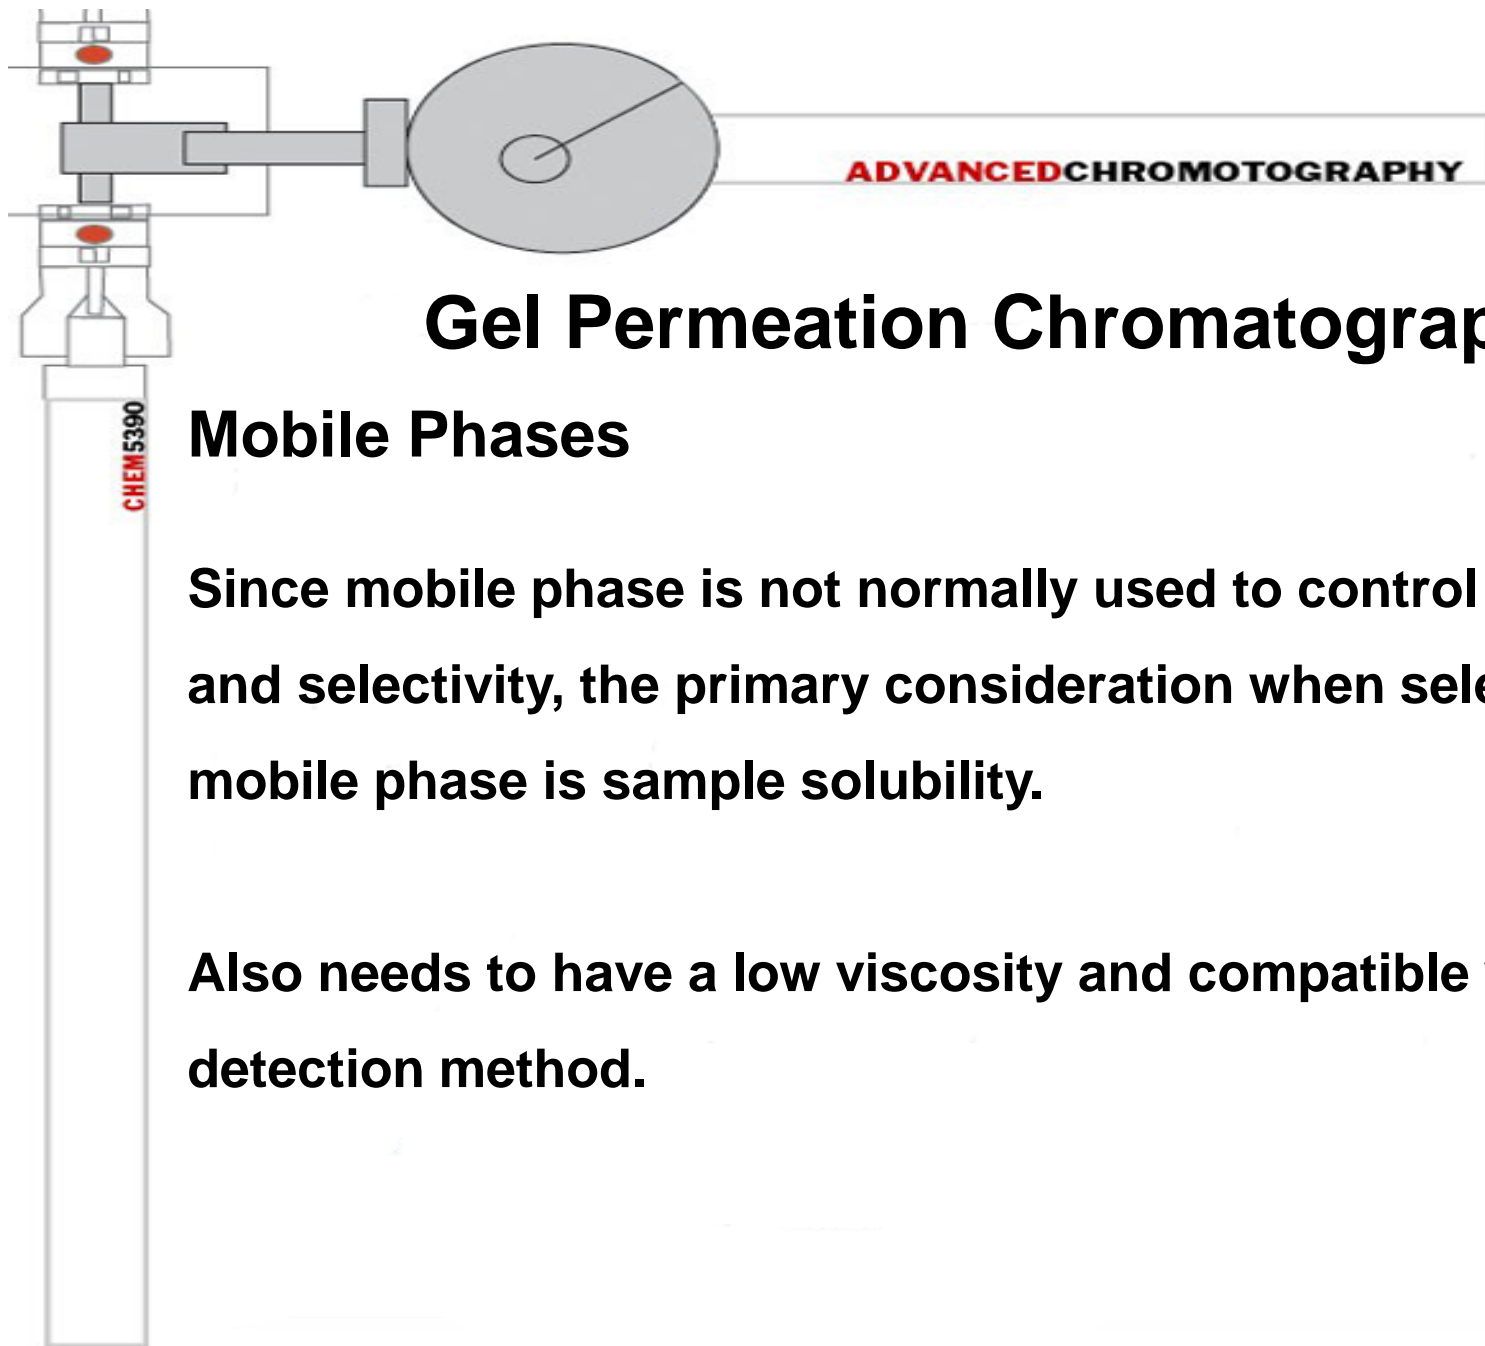 ADVANCEDCHROMOTOGRAPHY
Gel Permeation Chromatograp
CHEM5390
Mobile Phases
Since mobile phase is not normally used to control
and selectivity, the primary consideration when sele
mobile phase is sample solubility.
Also needs to have a low viscosity and compatible
detection method.